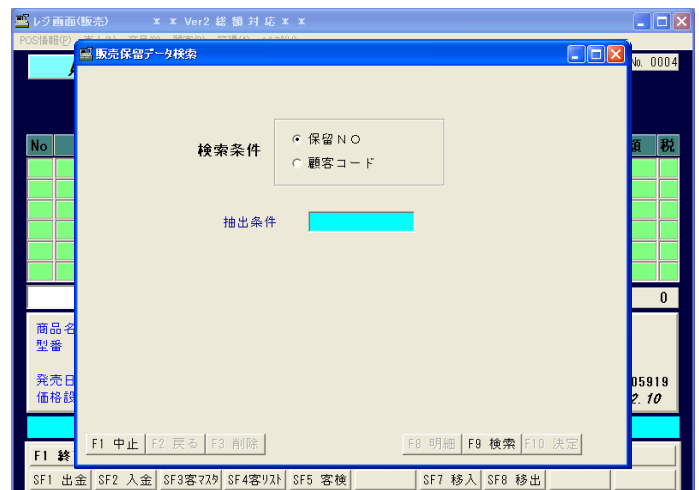 レジ画面(販売)　　＊ ＊ Ver2 総 額 対 応 ＊ ＊
POS情報(P)
販売保留データ検索
No. 0004
No
額 税
検索条件
保留ＮＯ
顧客コード
抽出条件
0
商品名
型番
発売日
価格設
05919
2.10
F1 中止 F2 戻る F3 削除 F8 明細 F9 検索 F10 決定
F1 終
SF1 出金 SF2 入金 SF3客マスタ SF4客リスト SF5 客検 SF7 移入 SF8 移出